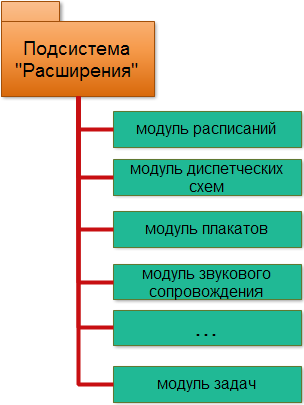 Подсистема
"Расширения"
модуль расписаний
модуль диспетческих
схем
модуль плакатов
модуль звукового
сопровождения
...
модуль задач